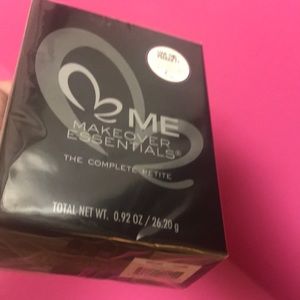 ME
MAKEOVER
ESSENTIALS®
THE COMPLETE PETITE
TOTAL NET WT. 0.92 OZ / 26.20 g